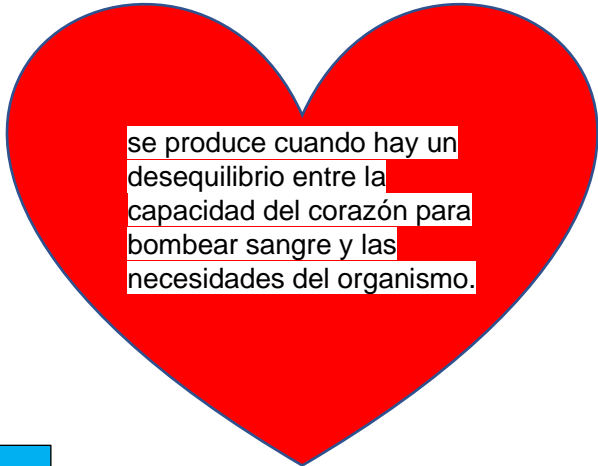 se produce cuando hay un
desequilibrio entre la
capacidad del corazón para
bombear sangre y las
necesidades del organismo.